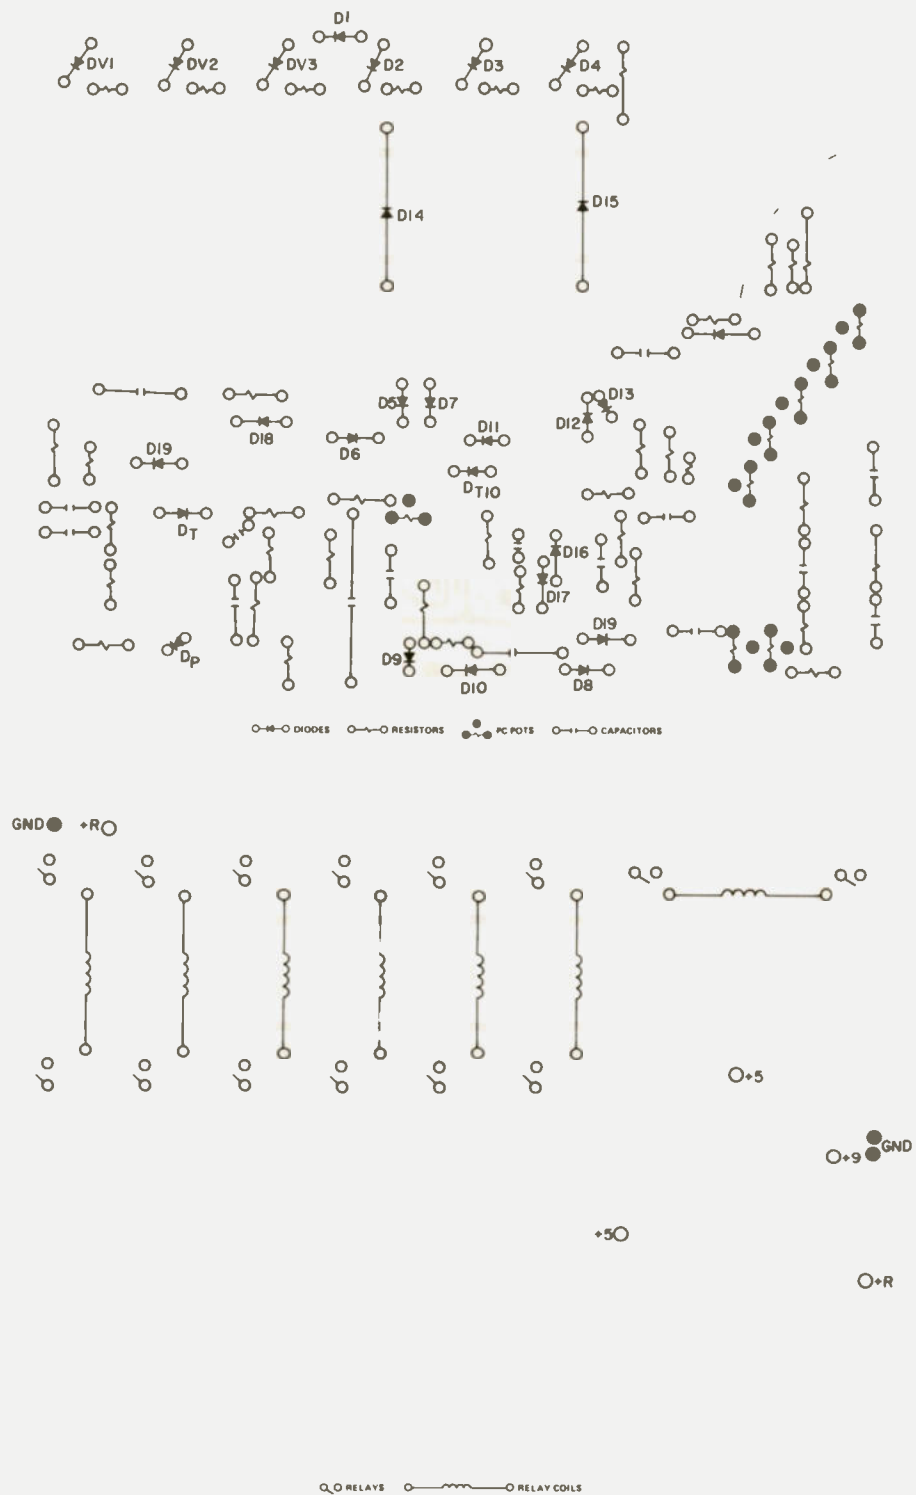 D1
DV1 DV2 DV3 D2 D3 D4
D14 D15
D5 D7 D13
D12
D18 D11
D6
D19
DT10
DT
D16
D17
D19
DP D9
D10 D8
DIODES RESISTORS PC POTS CAPACITORS
GND +R
+5
GND
+9
+5
+R
RELAYS RELAY COILS